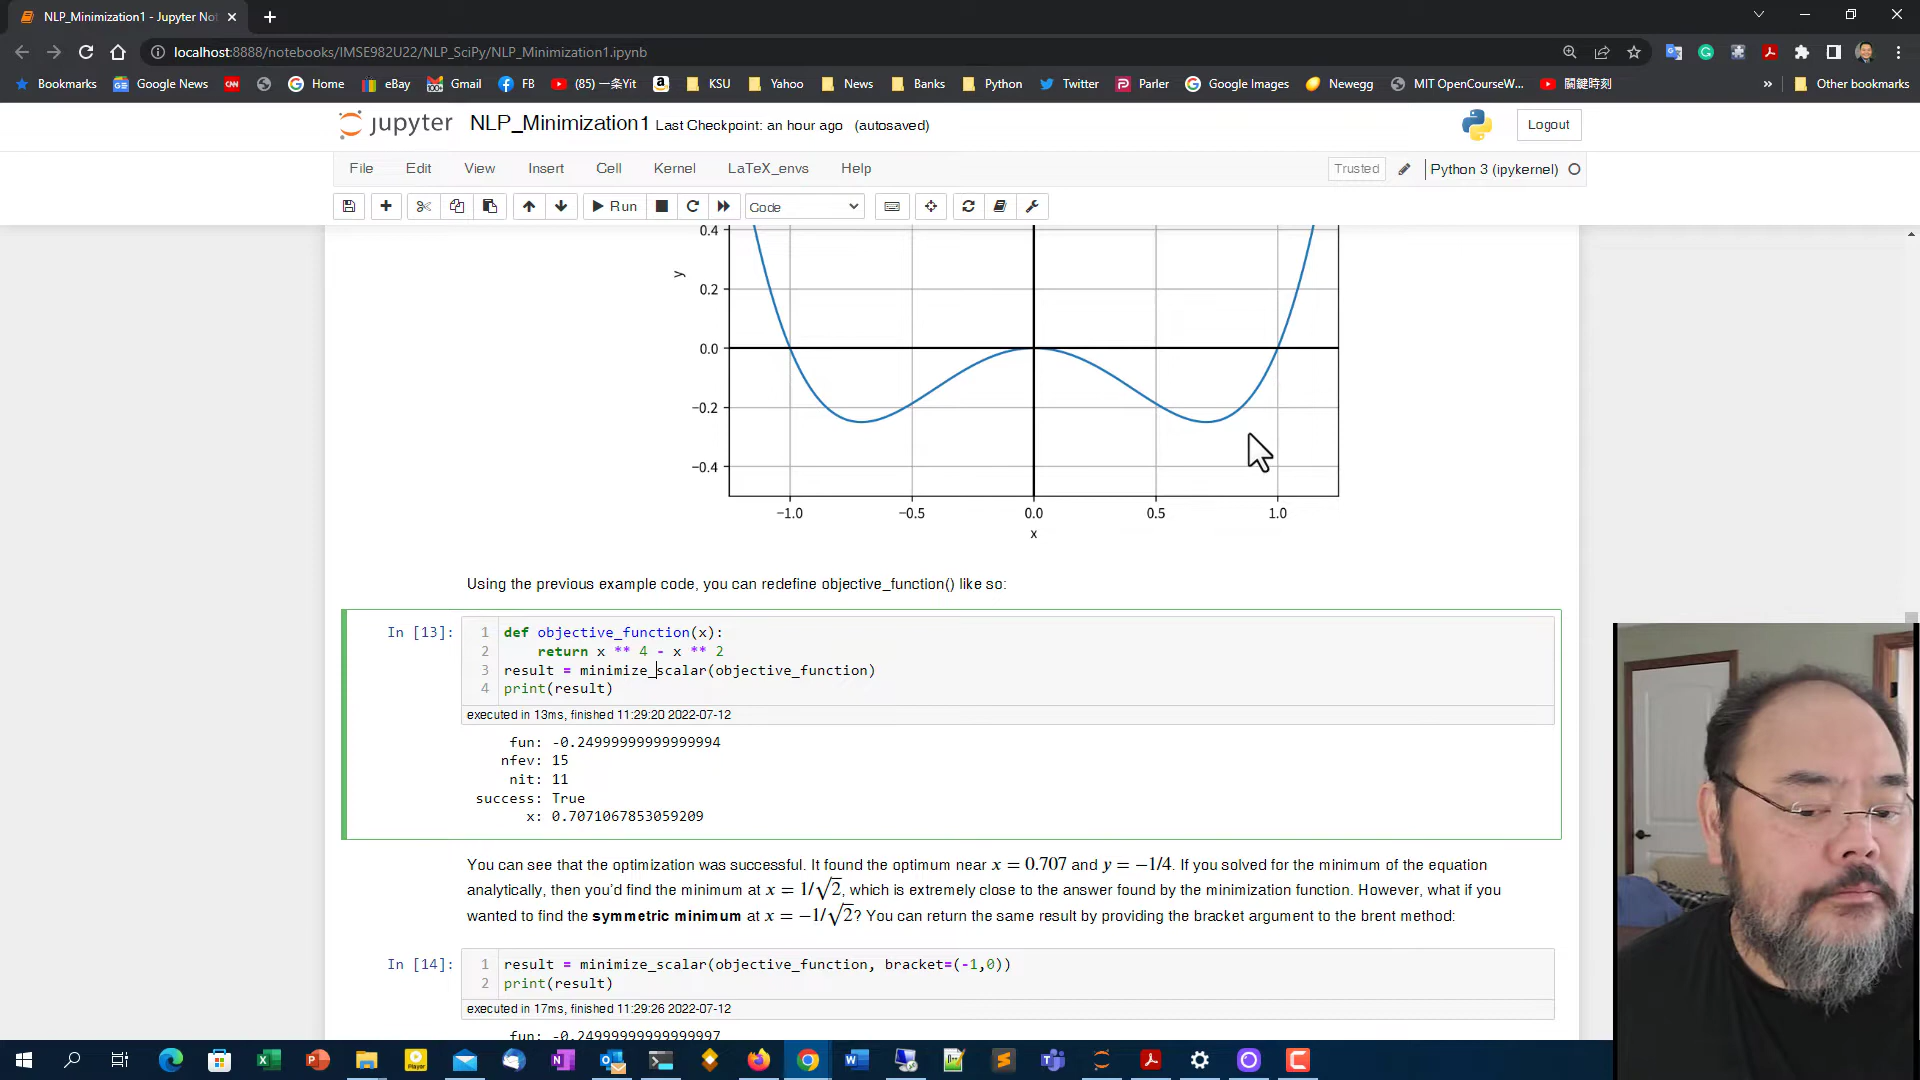 NLP_Minimization1 - Jupyter Not
localhost:8888/notebooks/IMSE982U22/NLP_SciPy/NLP_Minimization1.ipynb
Bookmarks Google News CNN Home eBay Gmail FB (85) 一条Yit KSU Yahoo News Banks Python Twitter Parler Google Images Newegg MIT OpenCourseW... 關鍵時刻 » Other bookmarks
jupyter NLP_Minimization1 Last Checkpoint: an hour ago (autosaved) Logout
File Edit View Insert Cell Kernel LaTeX_envs Help Trusted Python 3 (ipykernel)
Run Code
0.4
y
0.2
0.0
−0.2
−0.4
−1.0 −0.5 0.0 0.5 1.0
x
Using the previous example code, you can redefine objective_function() like so:
In [13]: 1 def objective_function(x):
2 return x ** 4 - x ** 2
3 result = minimize_scalar(objective_function)
4 print(result)
executed in 13ms, finished 11:29:20 2022-07-12
fun: -0.24999999999999994
nfev: 15
nit: 11
success: True
x: 0.7071067853059209
You can see that the optimization was successful. It found the optimum near x = 0.707 and y = −1/4. If you solved for the minimum of the equation
analytically, then you'd find the minimum at x = 1/√2, which is extremely close to the answer found by the minimization function. However, what if you
wanted to find the symmetric minimum at x = −1/√2? You can return the same result by providing the bracket argument to the brent method:
In [14]: 1 result = minimize_scalar(objective_function, bracket=(-1,0))
2 print(result)
executed in 17ms, finished 11:29:26 2022-07-12
fun: -0.24999999999999997